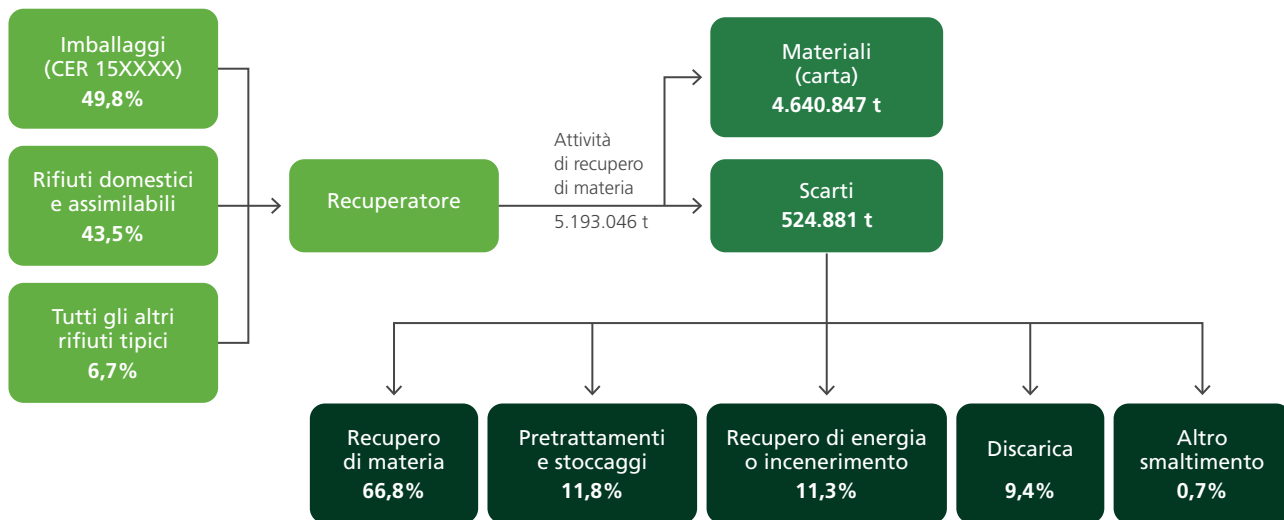 Imballaggi
(CER 15XXXX)
49,8%
Rifiuti domestici
e assimilabili
43,5%
Tutti gli altri
rifiuti tipici
6,7%
Recuperatore
Attività
di recupero
di materia
5.193.046 t
Materiali
(carta)
4.640.847 t
Scarti
524.881 t
Recupero
di materia
66,8%
Pretrattamenti
e stoccaggi
11,8%
Recupero di energia
o incenerimento
11,3%
Discarica
9,4%
Altro
smaltimento
0,7%